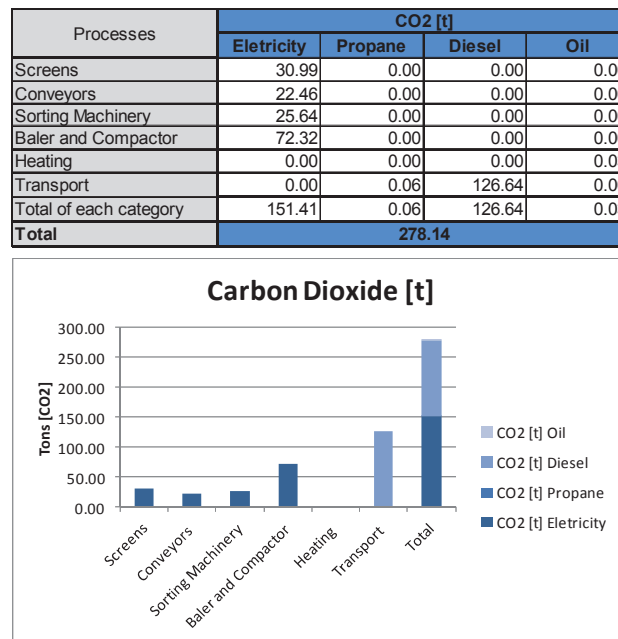 Processes CO2 [t]
Eletricity Propane Diesel Oil
Screens 30.99 0.00 0.00 0.0
Conveyors 22.46 0.00 0.00 0.0
Sorting Machinery 25.64 0.00 0.00 0.0
Baler and Compactor 72.32 0.00 0.00 0.0
Heating 0.00 0.00 0.00 0.0
Transport 0.00 0.06 126.64 0.0
Total of each category 151.41 0.06 126.64 0.0
Total 278.14
Carbon Dioxide [t]
300.00
250.00
200.00
150.00
100.00
50.00
0.00
Tons [CO2]
Screens
Conveyors
Sorting Machinery
Baler and Compactor
Heating
Transport
Total
CO2 [t] Oil
CO2 [t] Diesel
CO2 [t] Propane
CO2 [t] Eletricity